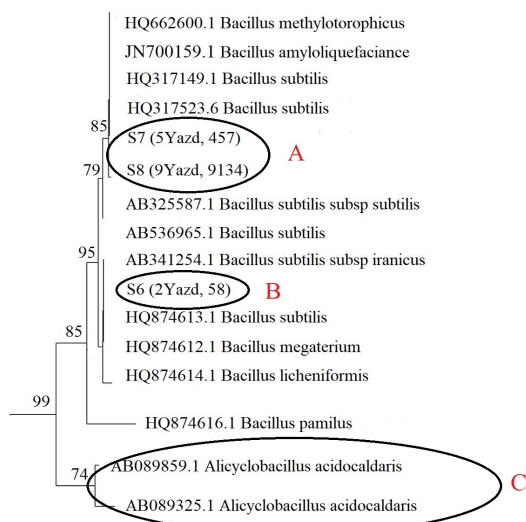 HQ662600.1 Bacillus methylotorophicus
JN700159.1 Bacillus amyloliquefaciance
HQ317149.1 Bacillus subtilis
HQ317523.6 Bacillus subtilis
85
S7 (5Yazd, 457)
A
79
S8 (9Yazd, 9134)
AB325587.1 Bacillus subtilis subsp subtilis
AB536965.1 Bacillus subtilis
95
AB341254.1 Bacillus subtilis subsp iranicus
S6 (2Yazd, 58)
B
HQ874613.1 Bacillus subtilis
85
HQ874612.1 Bacillus megaterium
HQ874614.1 Bacillus licheniformis
99
HQ874616.1 Bacillus pamilus
74
AB089859.1 Alicyclobacillus acidocaldaris
C
AB089325.1 Alicyclobacillus acidocaldaris